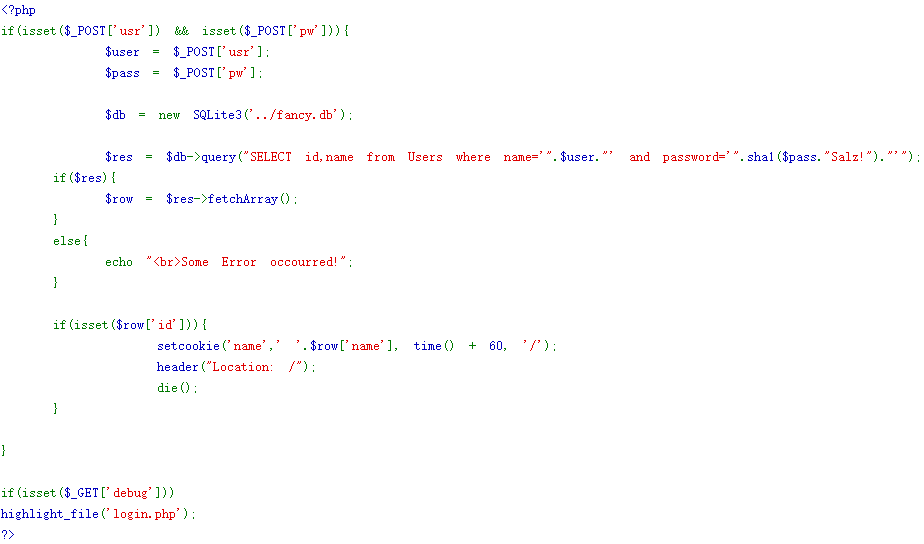 <?php
if(isset($_POST['usr']) && isset($_POST['pw'])){
$user = $_POST['usr'];
$pass = $_POST['pw'];
$db = new SQLite3('../fancy.db');
$res = $db->query("SELECT id,name from Users where name='".$user."' and password='".sha1($pass."Salz!")."'");
if($res){
$row = $res->fetchArray();
}
else{
echo "<br>Some Error occourred!";
}
if(isset($row['id'])){
setcookie('name',' '.$row['name'], time() + 60, '/');
header("Location: /");
die();
}
}
if(isset($_GET['debug']))
highlight_file('login.php');
?>